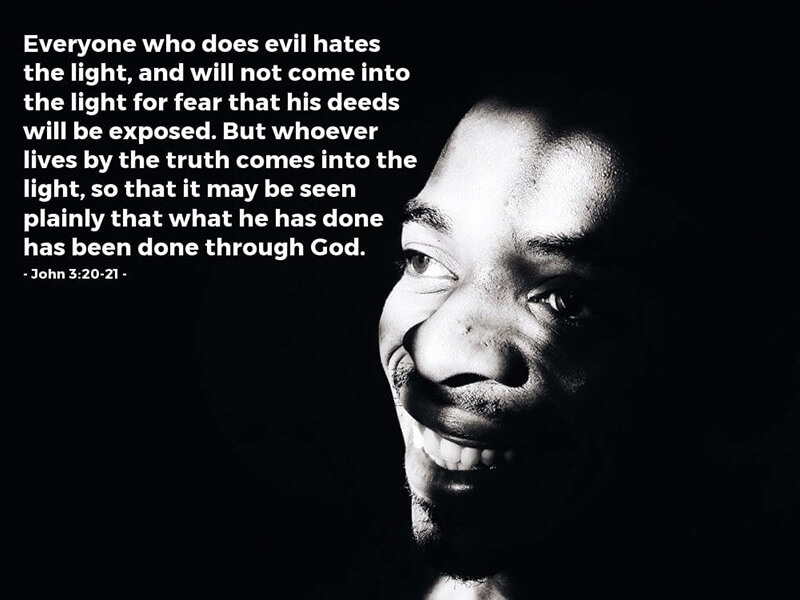 Everyone who does evil hates
the light, and will not come into
the light for fear that his deeds
will be exposed. But whoever
lives by the truth comes into the
light, so that it may be seen
plainly that what he has done
has been done through God.
- John 3:20-21 -